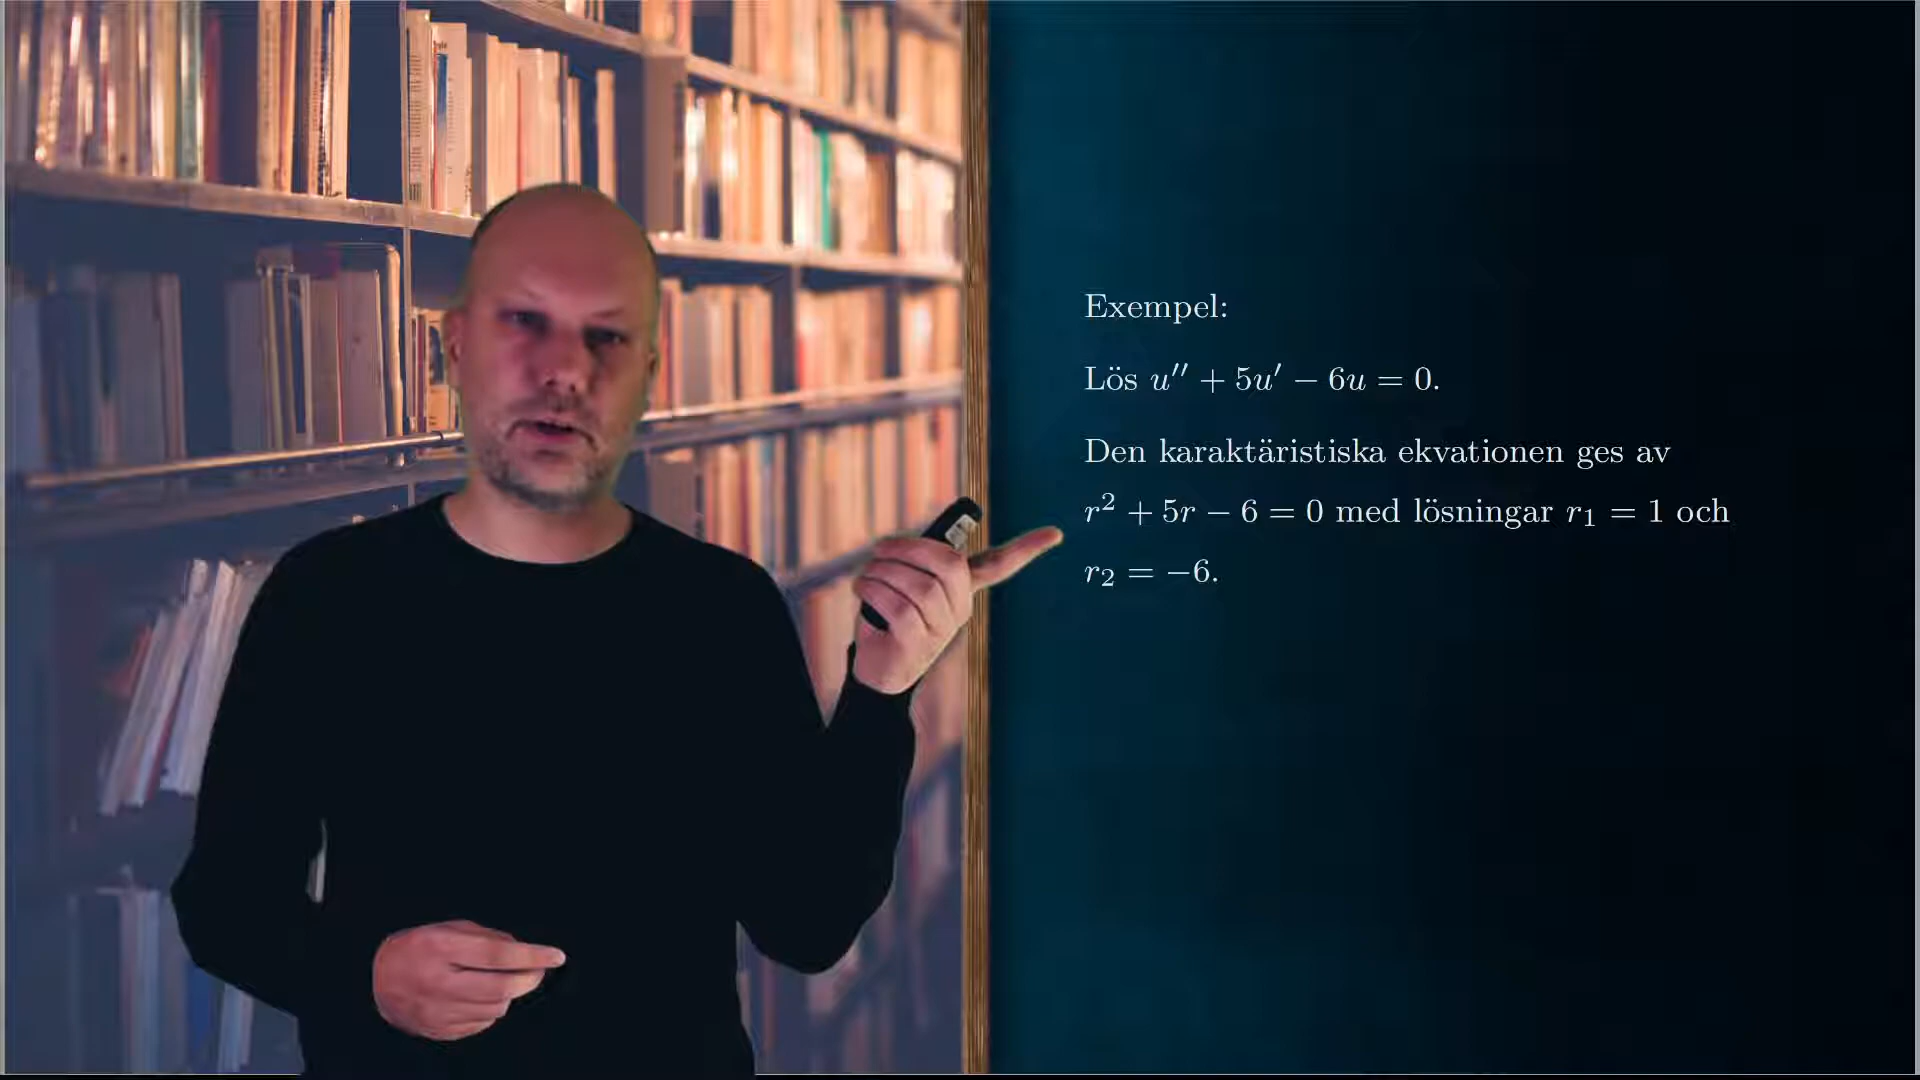 Exempel:
Lös u′′ + 5u′ − 6u = 0.
Den karaktäristiska ekvationen ges av
r² + 5r − 6 = 0 med lösningar r₁ = 1 och
r₂ = −6.